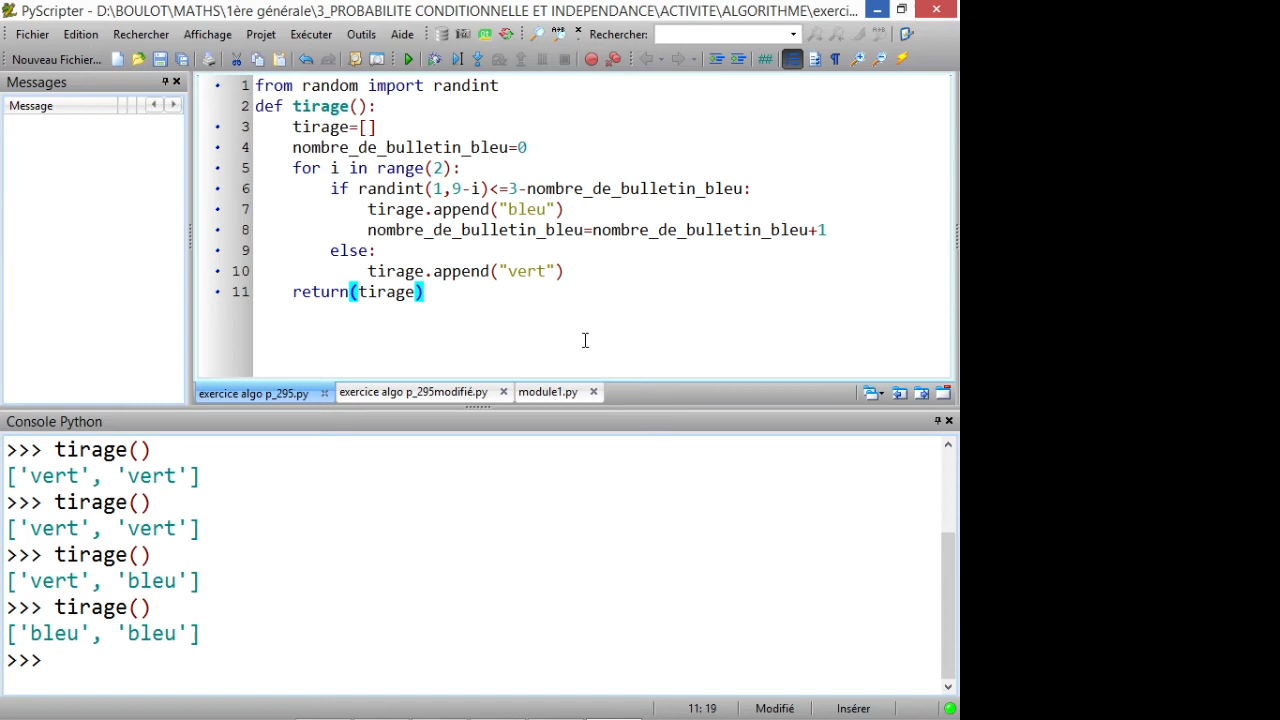 PyScripter - D:\BOULOT\MATHS\1ère générale\3_PROBABILITE CONDITIONNELLE ET INDEPENDANCE\ACTIVITE\ALGORITHME\exerci...
Fichier Edition Rechercher Affichage Projet Exécuter Outils Aide Rechercher:
Nouveau Fichier...
Messages
Message
1 from random import randint
2 def tirage():
3 tirage=[]
4 nombre_de_bulletin_bleu=0
5 for i in range(2):
6 if randint(1,9-i)<=3-nombre_de_bulletin_bleu:
7 tirage.append("bleu")
8 nombre_de_bulletin_bleu=nombre_de_bulletin_bleu+1
9 else:
10 tirage.append("vert")
11 return(tirage)
exercice algo p_295.py exercice algo p_295modifié.py module1.py
Console Python
>>> tirage()
['vert', 'vert']
>>> tirage()
['vert', 'vert']
>>> tirage()
['vert', 'bleu']
>>> tirage()
['bleu', 'bleu']
>>>
11: 19 Modifié Insérer